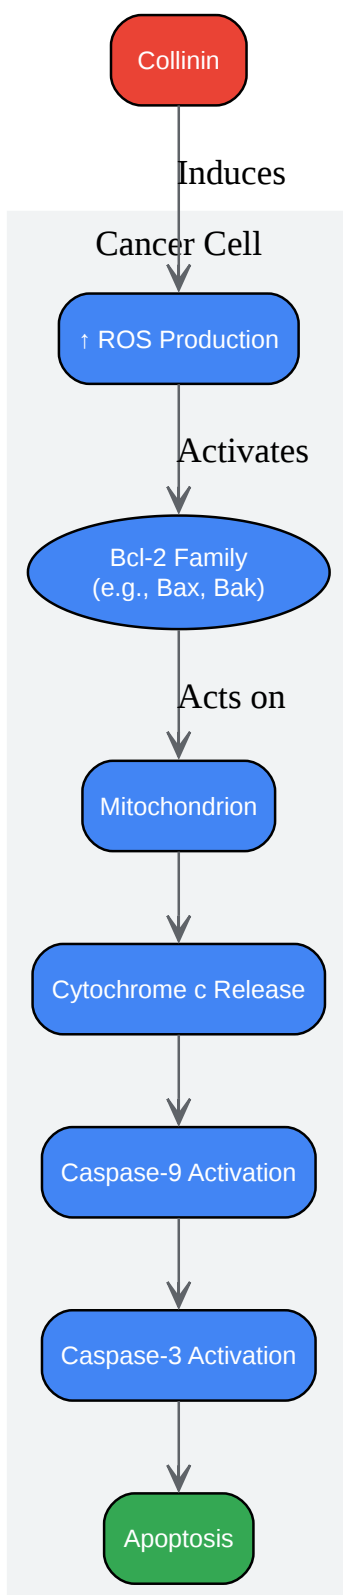 Collinin
Induces
Cancer Cell
↑ ROS Production
Activates
Bcl-2 Family
(e.g., Bax, Bak)
Acts on
Mitochondrion
Cytochrome c Release
Caspase-9 Activation
Caspase-3 Activation
Apoptosis